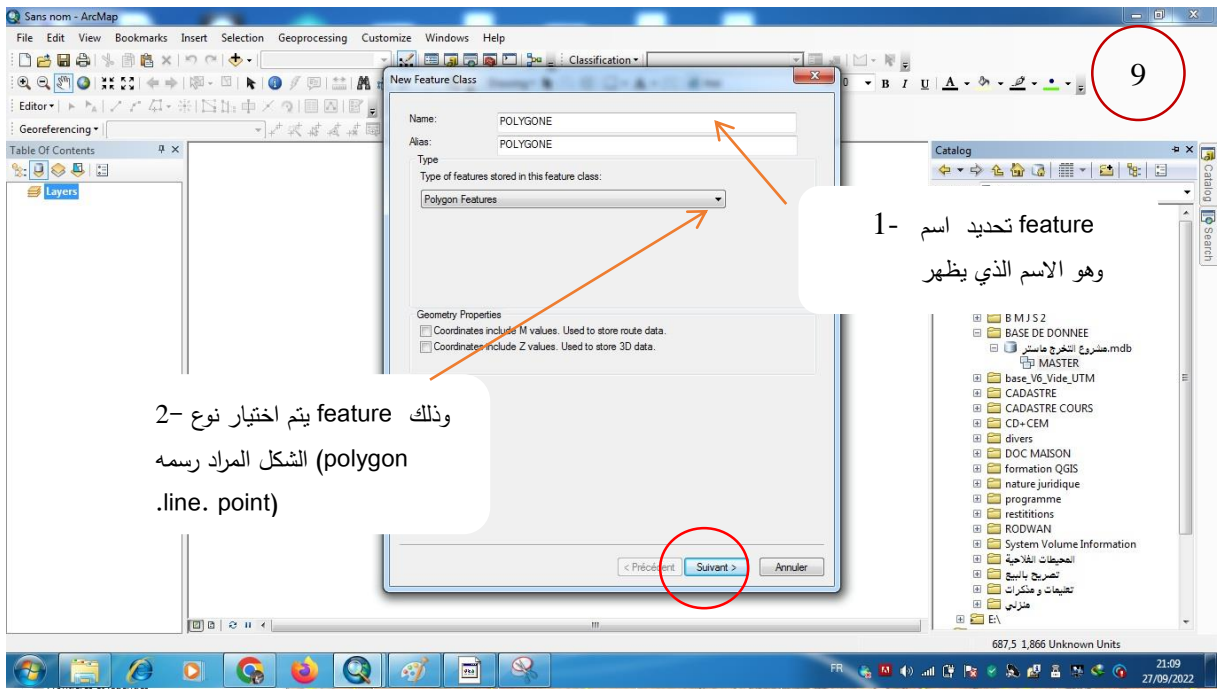 Sans nom - ArcMap
File Edit View Bookmarks Insert Selection Geoprocessing Customize Windows Help
Classification
New Feature Class
B I U A
9
Editor
Georeferencing
Name: POLYGONE
Alias: POLYGONE
Type
Type of features stored in this feature class:
Polygon Features
Table Of Contents
Layers
Catalog
Catalog
Search
1- تحديد اسم feature
وهو الاسم الذي يظهر
Geometry Properties
Coordinates include M values. Used to store route data.
Coordinates include Z values. Used to store 3D data.
2- يتم اختيار نوع feature وذلك
الشكل المراد رسمه (polygon
.line. point)
B M J S 2
BASE DE DONNEE
مشروع التخرج ماستر.mdb
MASTER
base_V6_Vide_UTM
CADASTRE
CADASTRE COURS
CD+CEM
divers
DOC MAISON
formation QGIS
nature juridique
programme
restititions
RODWAN
System Volume Information
المحيطات الفلاحية
تصريح بالبيع
تعليمات و مذكرات
منزلي
E:\
< Précédent Suivant > Annuler
687,5 1,866 Unknown Units
FR
21:09
27/09/2022